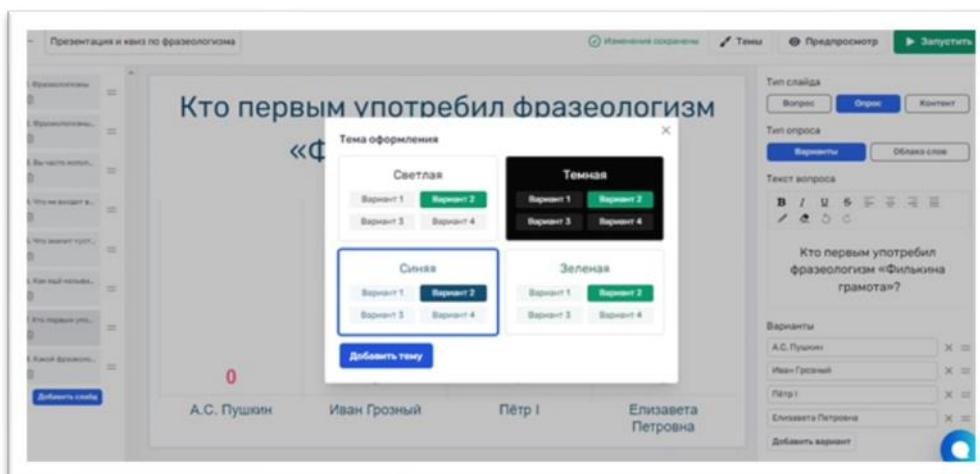 Презентация и квиз по фразеологизма
Изменения сохранены
Темы
Предпросмотр
Запустить
Фразеологизмы
Фразеологизмы...
Добавить слайд
Кто первым употребил фразеологизм
«Ф
0
А.С. Пушкин
Иван Грозный
Пётр I
Елизавета
Петровна
Тема оформления
Светлая
Вариант 1 Вариант 2
Вариант 3 Вариант 4
Темная
Вариант 1 Вариант 2
Вариант 3 Вариант 4
Синяя
Вариант 1 Вариант 2
Вариант 3 Вариант 4
Зеленая
Вариант 1 Вариант 2
Вариант 3 Вариант 4
Добавить тему
Тип слайда
Вопрос Опрос Контент
Тип опроса
Варианты Облако слов
Текст вопроса
B I U S
Кто первым употребил
фразеологизм «Филькина
грамота»?
Варианты
А.С. Пушкин
Иван Грозный
Пётр I
Елизавета Петровна
Добавить вариант